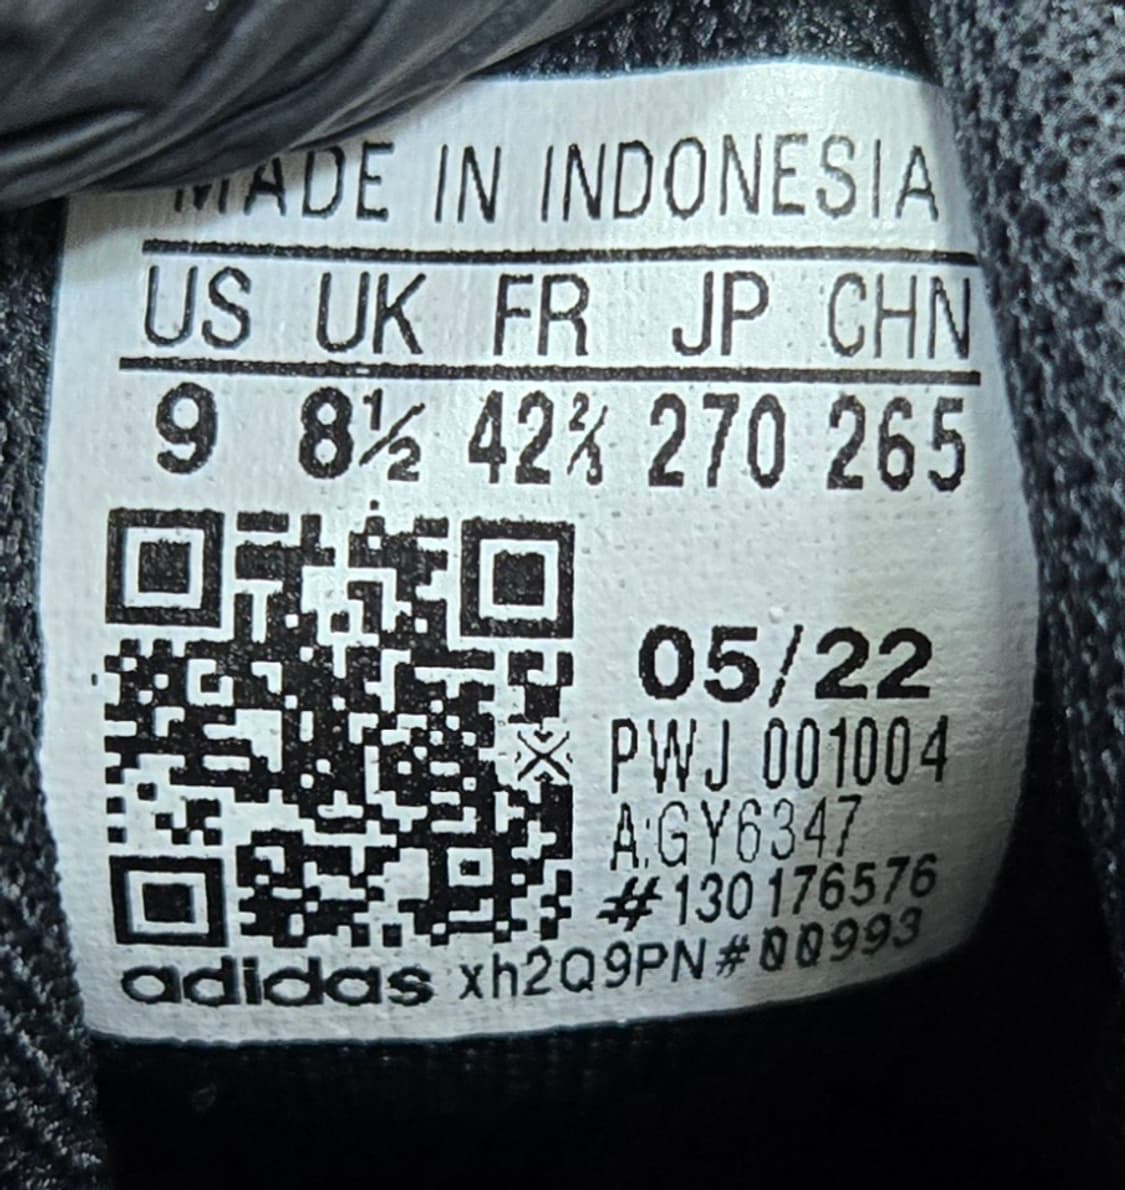 MADE IN INDONESIA
US UK FR JP CHN
9 8½ 42⅔ 270 265
05/22
PWJ 001004
A:GY6347
#130176576
adidas xh2Q9PN#00993